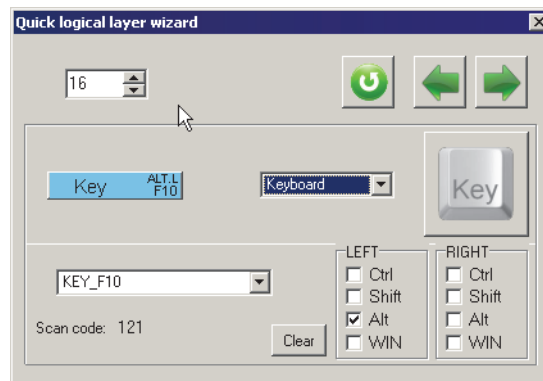 Quick logical layer wizard
16
Key ALT.L
F10
Keyboard
Key
KEY_F10
Scan code: 121
Clear
LEFT
Ctrl
Shift
Alt
WIN
RIGHT
Ctrl
Shift
Alt
WIN